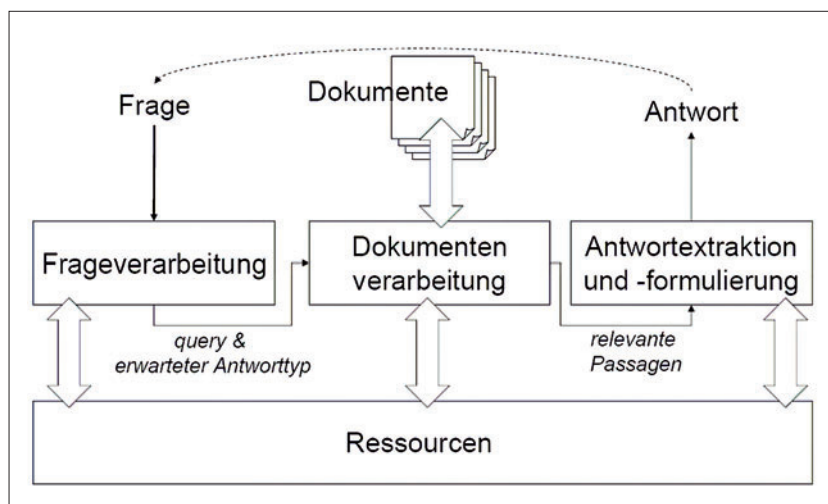 Dokumente
Frage
Antwort
Frageverarbeitung
Dokumenten
verarbeitung
Antwortextraktion
und -formulierung
query &
erwarteter Antworttyp
relevante
Passagen
Ressourcen